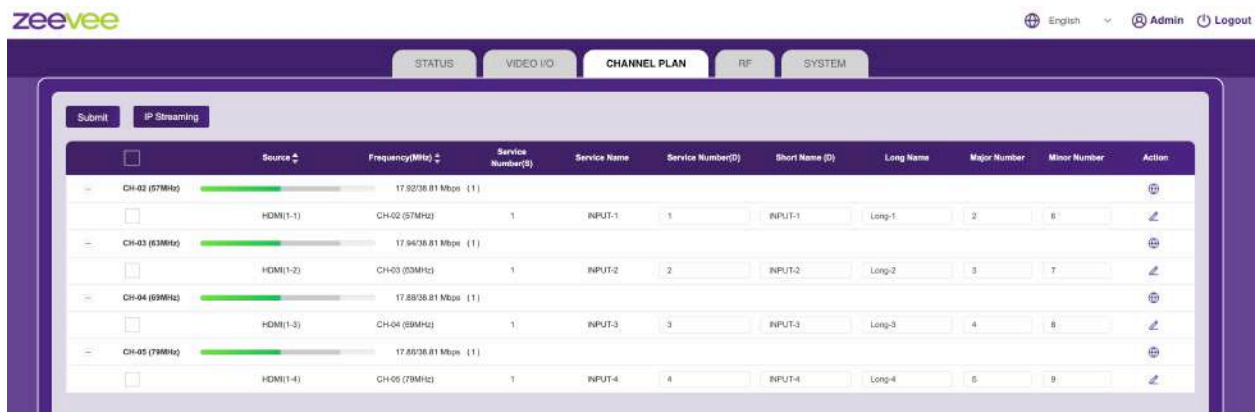 zeevee English Admin Logout
STATUS VIDEO I/O CHANNEL PLAN RF SYSTEM
Submit IP Streaming
Source Frequency(MHz) Service Number(S) Service Name Service Number(D) Short Name (D) Long Name Major Number Minor Number Action
CH-02 (57MHz) 17.92/38.81 Mbps (1)
HDMI(1-1) CH-02 (57MHz) 1 INPUT-1 1 INPUT-1 Long-1 2 6
CH-03 (63MHz) 17.94/38.81 Mbps (1)
HDMI(1-2) CH-03 (63MHz) 1 INPUT-2 2 INPUT-2 Long-2 3 7
CH-04 (69MHz) 17.88/38.81 Mbps (1)
HDMI(1-3) CH-04 (69MHz) 1 INPUT-3 3 INPUT-3 Long-3 4 8
CH-05 (79MHz) 17.86/38.81 Mbps (1)
HDMI(1-4) CH-05 (79MHz) 1 INPUT-4 4 INPUT-4 Long-4 5 9